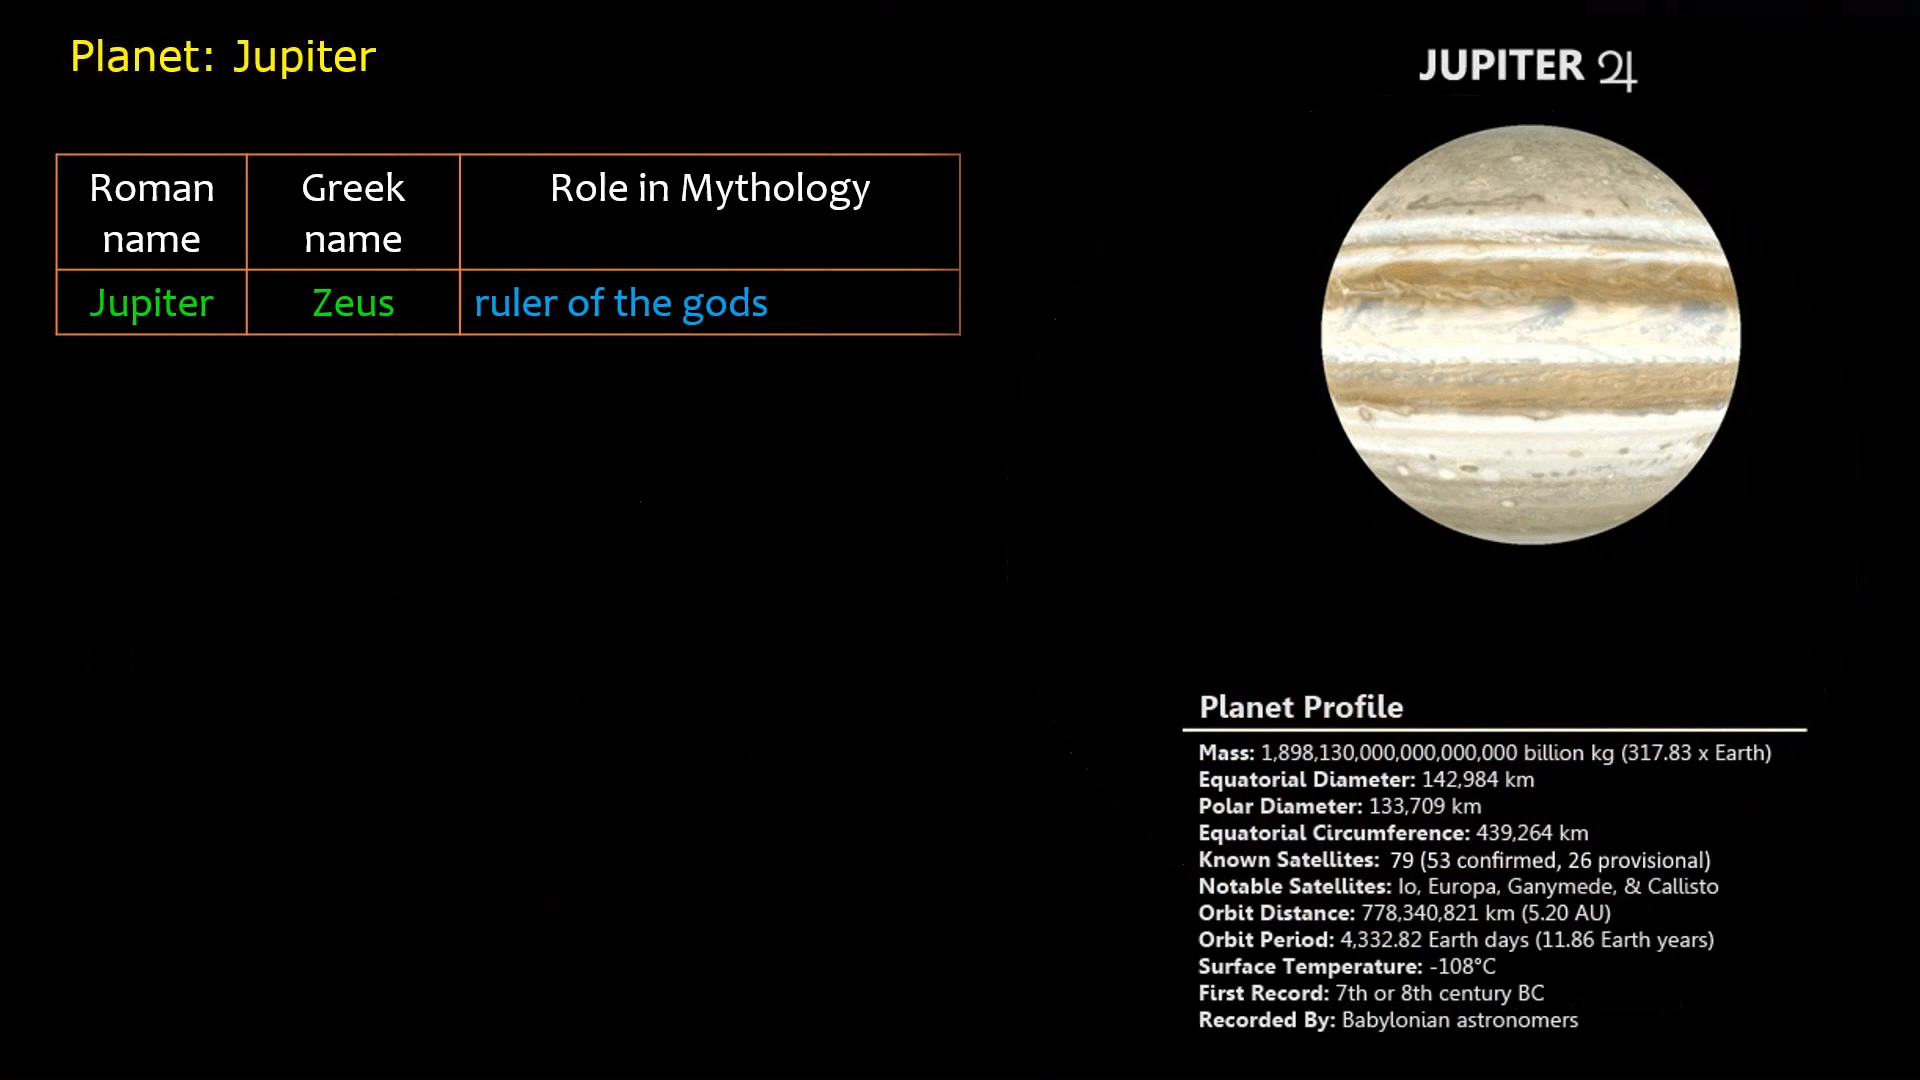 Planet: Jupiter
JUPITER ♃
Roman name
Greek name
Role in Mythology
Jupiter
Zeus
ruler of the gods
Planet Profile
Mass: 1,898,130,000,000,000,000 billion kg (317.83 x Earth)
Equatorial Diameter: 142,984 km
Polar Diameter: 133,709 km
Equatorial Circumference: 439,264 km
Known Satellites: 79 (53 confirmed, 26 provisional)
Notable Satellites: Io, Europa, Ganymede, & Callisto
Orbit Distance: 778,340,821 km (5.20 AU)
Orbit Period: 4,332.82 Earth days (11.86 Earth years)
Surface Temperature: -108°C
First Record: 7th or 8th century BC
Recorded By: Babylonian astronomers